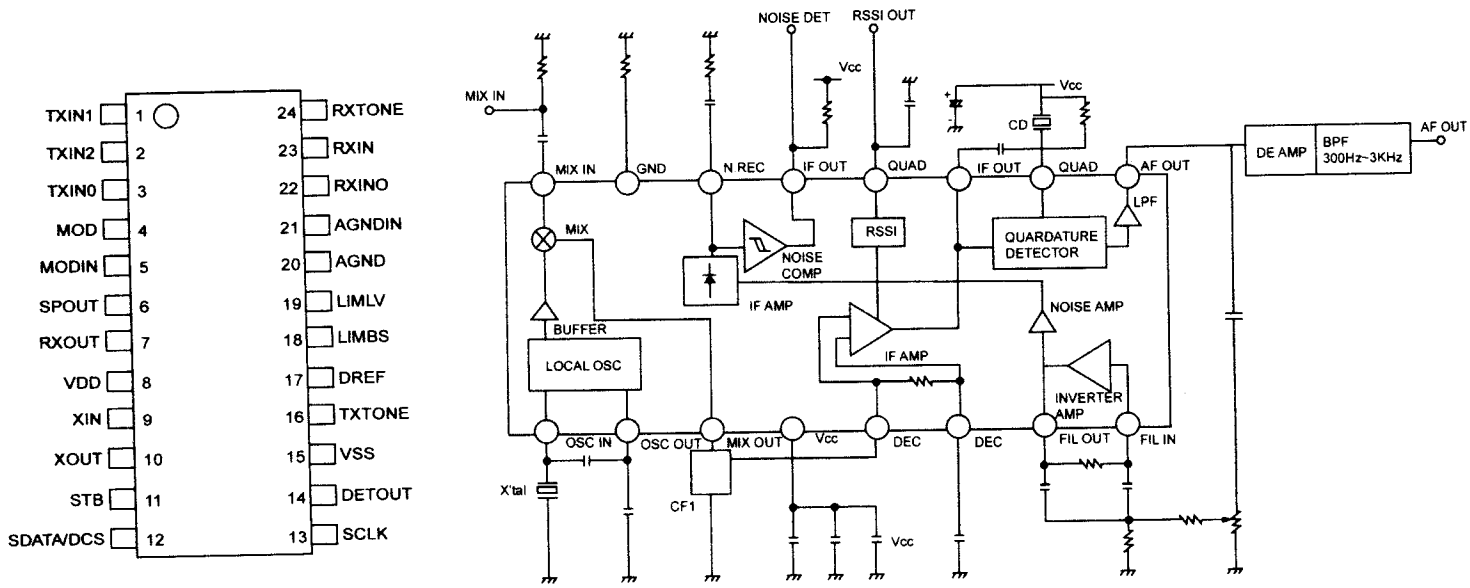 TXIN1 1
TXIN2 2
TXIN0 3
MOD 4
MODIN 5
SPOUT 6
RXOUT 7
VDD 8
XIN 9
XOUT 10
STB 11
SDATA/DCS 12
24 RXTONE
23 RXIN
22 RXINO
21 AGNDIN
20 AGND
19 LIMLV
18 LIMBS
17 DREF
16 TXTONE
15 VSS
14 DETOUT
13 SCLK
NOISE DET
RSSI OUT
Vcc
Vcc
MIX IN
+
-
CD
DE AMP
BPF
300Hz~3KHz
AF OUT
MIX IN
GND
N REC
IF OUT
QUAD
IF OUT
QUAD
AF OUT
LPF
MIX
RSSI
QUARDATURE
DETECTOR
NOISE
COMP
IF AMP
NOISE AMP
BUFFER
LOCAL OSC
IF AMP
INVERTER
AMP
OSC IN
OSC OUT
MIX OUT
Vcc
DEC
DEC
FIL OUT
FIL IN
X'tal
CF1
Vcc